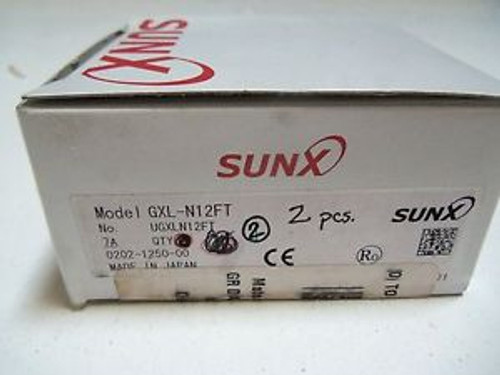 SUNX
SUNX
Model GXL-N12FT
2 pcs.
SUNX
No. UGXLN12FT
7A QTY
2
0202-1250-00
CE
Ro
MADE IN JAPAN